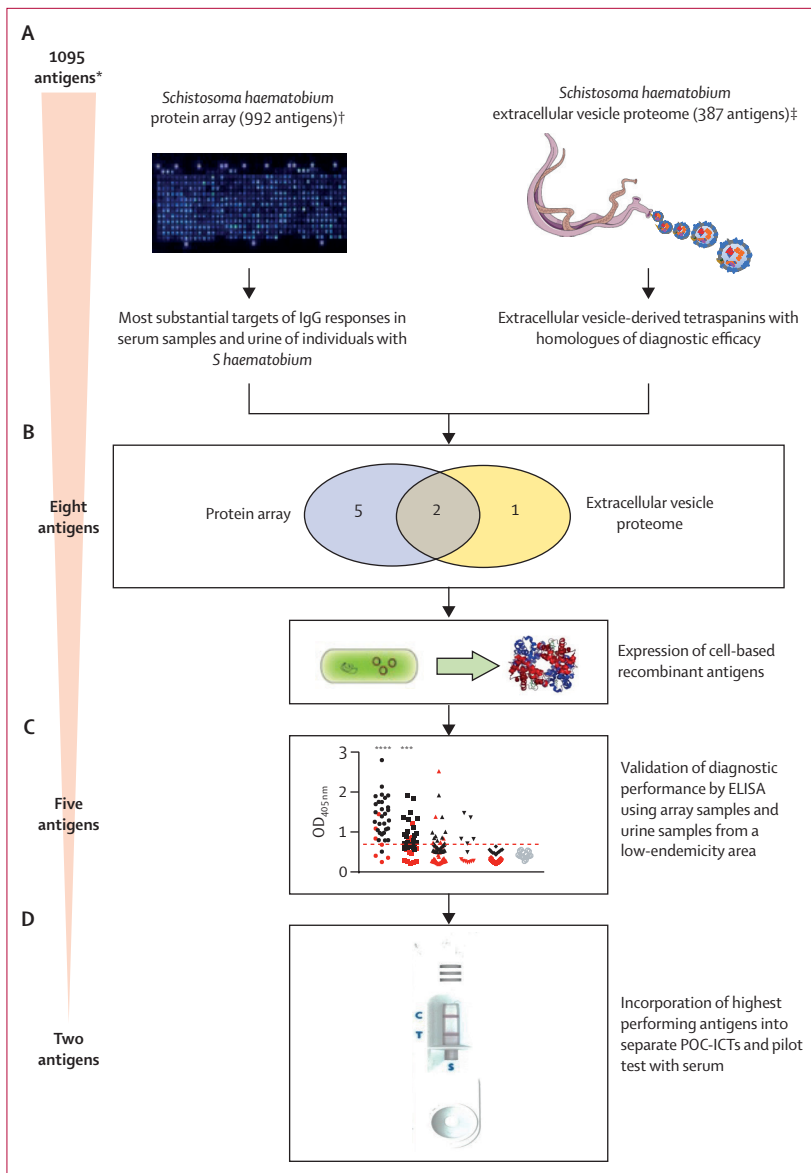 A
1095
antigens*
Schistosoma haematobium
protein array (992 antigens)†
Schistosoma haematobium
extracellular vesicle proteome (387 antigens)‡
Most substantial targets of IgG responses in
serum samples and urine of individuals with
S haematobium
Extracellular vesicle-derived tetraspanins with
homologues of diagnostic efficacy
B
Eight
antigens
Protein array
5
2
1
Extracellular vesicle
proteome
Expression of cell-based
recombinant antigens
C
Five
antigens
OD405nm
3
2
1
0
****
***
Validation of diagnostic
performance by ELISA
using array samples and
urine samples from a
low-endemicity area
D
Two
antigens
C
T
S
Incorporation of highest
performing antigens into
separate POC-ICTs and pilot
test with serum